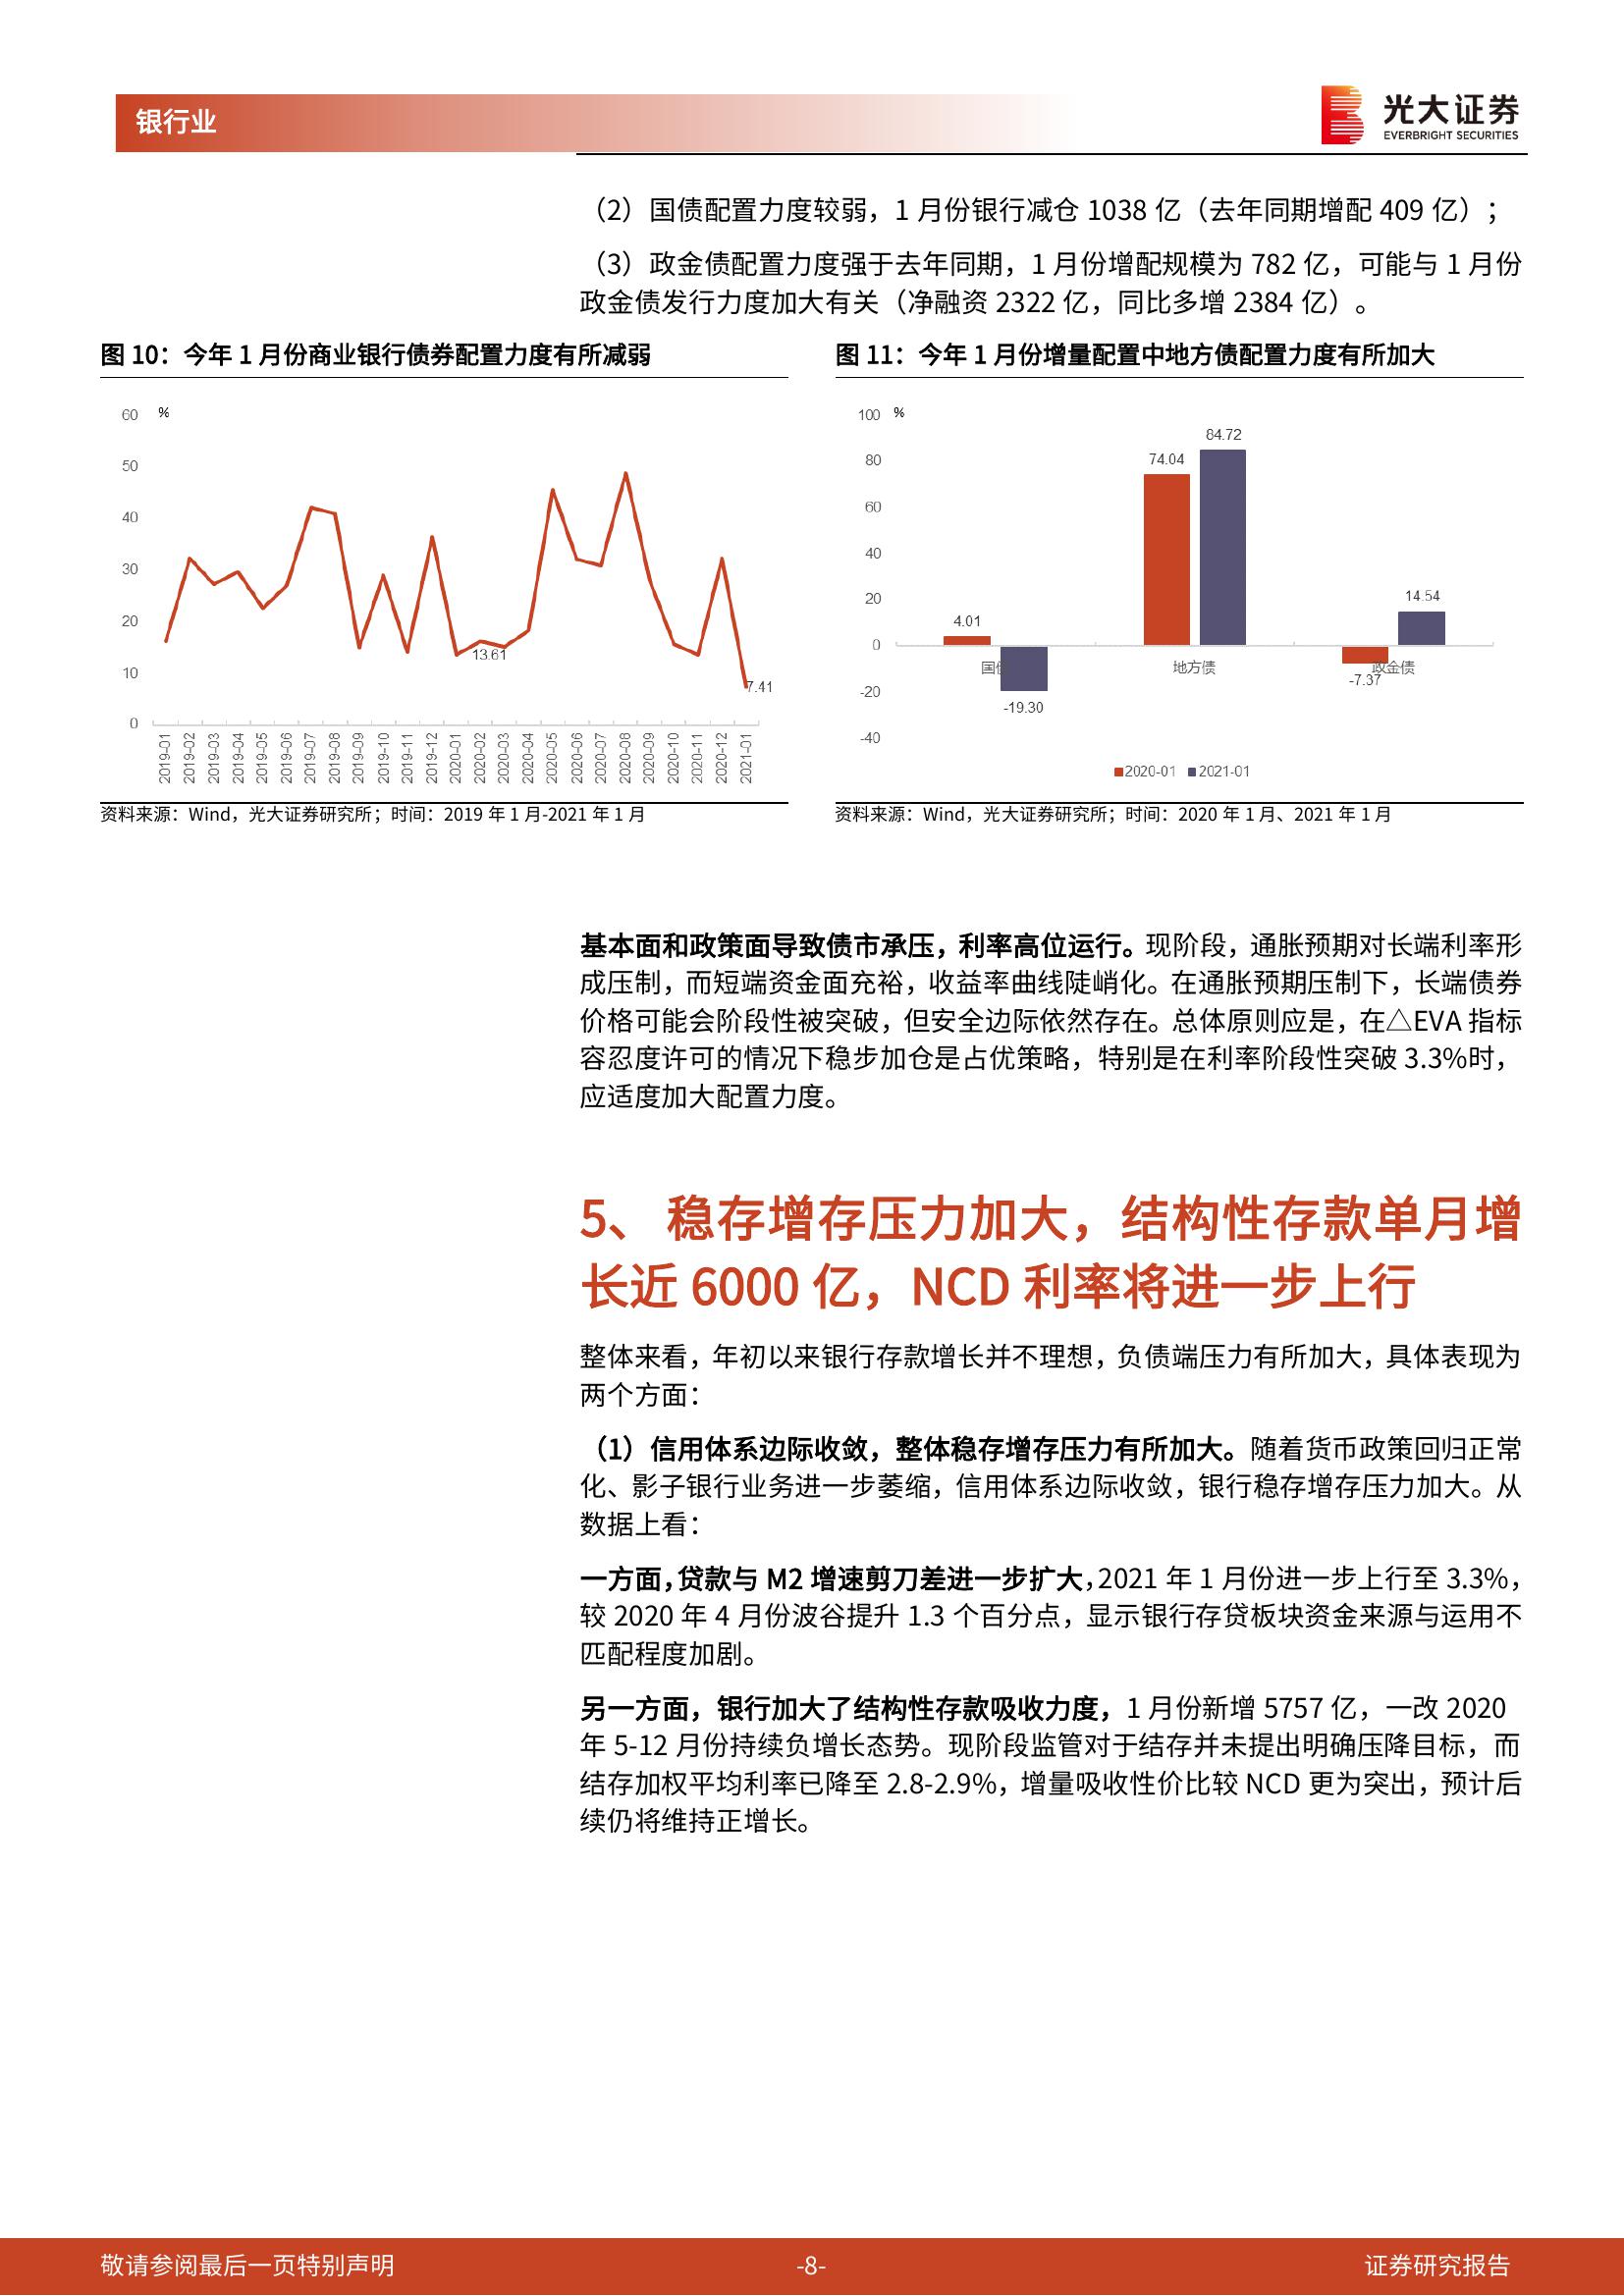 银行业
光大证券
EVERBRIGHT SECURITIES
（2）国债配置力度较弱，1 月份银行减仓 1038 亿（去年同期增配 409 亿）；
（3）政金债配置力度强于去年同期，1 月份增配规模为 782 亿，可能与 1 月份
政金债发行力度加大有关（净融资 2322 亿，同比多增 2384 亿）。
图 10：今年 1 月份商业银行债券配置力度有所减弱
60
%
50
40
30
20
10
0
13.61
7.41
2019-01
2019-02
2019-03
2019-04
2019-05
2019-06
2019-07
2019-08
2019-09
2019-10
2019-11
2019-12
2020-01
2020-02
2020-03
2020-04
2020-05
2020-06
2020-07
2020-08
2020-09
2020-10
2020-11
2020-12
2021-01
资料来源：Wind，光大证券研究所；时间：2019 年 1 月-2021 年 1 月
图 11：今年 1 月份增量配置中地方债配置力度有所加大
100
%
80
60
40
20
0
-20
-40
4.01
-19.30
74.04
84.72
-7.37
14.54
国债
地方债
政金债
2020-01
2021-01
资料来源：Wind，光大证券研究所；时间：2020 年 1 月、2021 年 1 月
基本面和政策面导致债市承压，利率高位运行。现阶段，通胀预期对长端利率形
成压制，而短端资金面充裕，收益率曲线陡峭化。在通胀预期压制下，长端债券
价格可能会阶段性被突破，但安全边际依然存在。总体原则应是，在△EVA 指标
容忍度许可的情况下稳步加仓是占优策略，特别是在利率阶段性突破 3.3%时，
应适度加大配置力度。
5、 稳存增存压力加大，结构性存款单月增
长近 6000 亿，NCD 利率将进一步上行
整体来看，年初以来银行存款增长并不理想，负债端压力有所加大，具体表现为
两个方面：
（1）信用体系边际收敛，整体稳存增存压力有所加大。随着货币政策回归正常
化、影子银行业务进一步萎缩，信用体系边际收敛，银行稳存增存压力加大。从
数据上看：
一方面，贷款与 M2 增速剪刀差进一步扩大，2021 年 1 月份进一步上行至 3.3%，
较 2020 年 4 月份波谷提升 1.3 个百分点，显示银行存贷板块资金来源与运用不
匹配程度加剧。
另一方面，银行加大了结构性存款吸收力度，1 月份新增 5757 亿，一改 2020
年 5-12 月份持续负增长态势。现阶段监管对于结存并未提出明确压降目标，而
结存加权平均利率已降至 2.8-2.9%，增量吸收性价比较 NCD 更为突出，预计后
续仍将维持正增长。
敬请参阅最后一页特别声明
-8-
证券研究报告